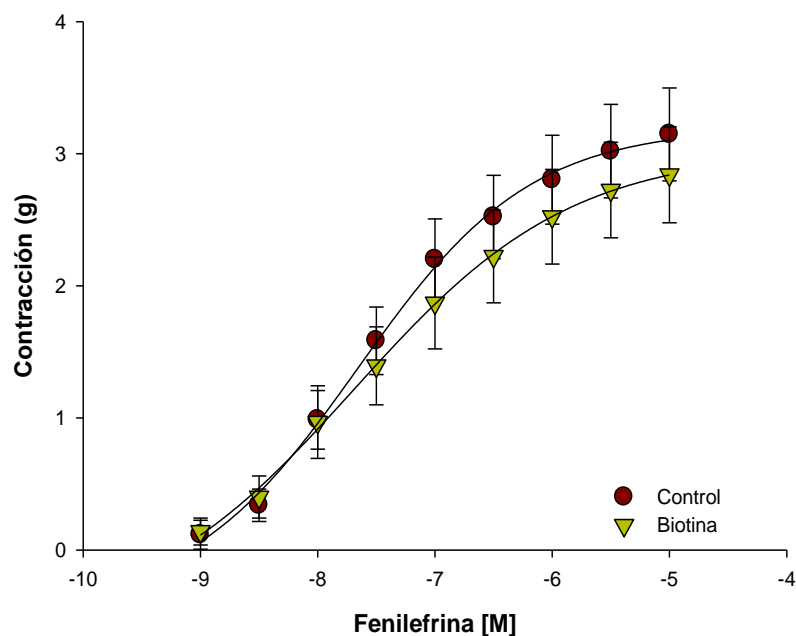 4
3
2
1
0
Contracción (g)
-10 -9 -8 -7 -6 -5 -4
Fenilefrina [M]
Control
Biotina